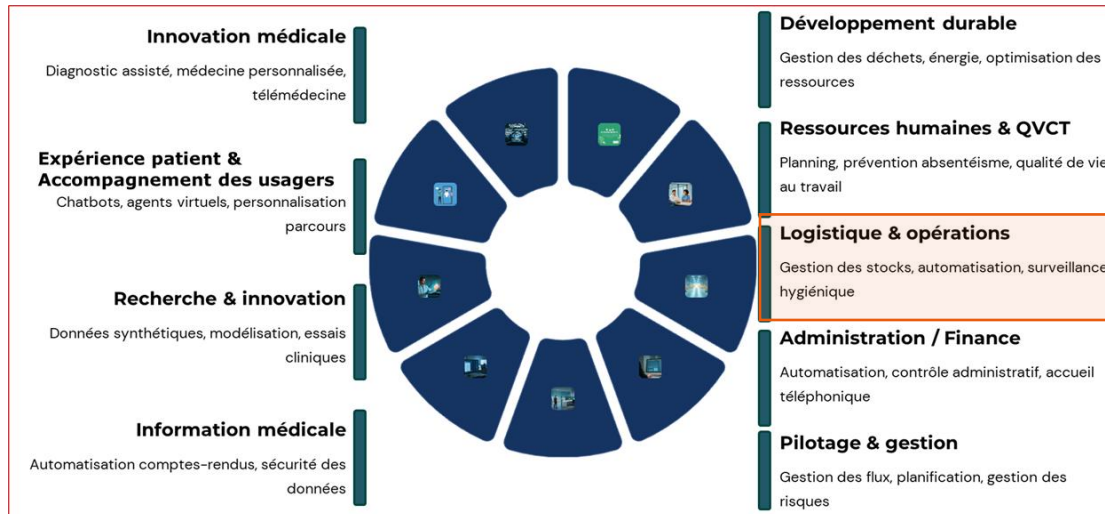 Innovation médicale
Diagnostic assisté, médecine personnalisée,
télémédecine
Expérience patient &
Accompagnement des usagers
Chatbots, agents virtuels, personnalisation
parcours
Recherche & innovation
Données synthétiques, modélisation, essais
cliniques
Information médicale
Automatisation comptes-rendus, sécurité des
données
Développement durable
Gestion des déchets, énergie, optimisation des
ressources
Ressources humaines & QVCT
Planning, prévention absentéisme, qualité de vie
au travail
Logistique & opérations
Gestion des stocks, automatisation, surveillance
hygiénique
Administration / Finance
Automatisation, contrôle administratif, accueil
téléphonique
Pilotage & gestion
Gestion des flux, planification, gestion des
risques